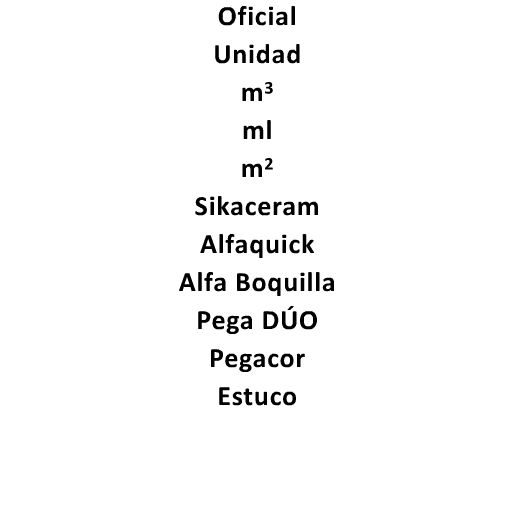 Oficial
Unidad
m³
ml
m²
Sikaceram
Alfaquick
Alfa Boquilla
Pega DÚO
Pegacor
Estuco